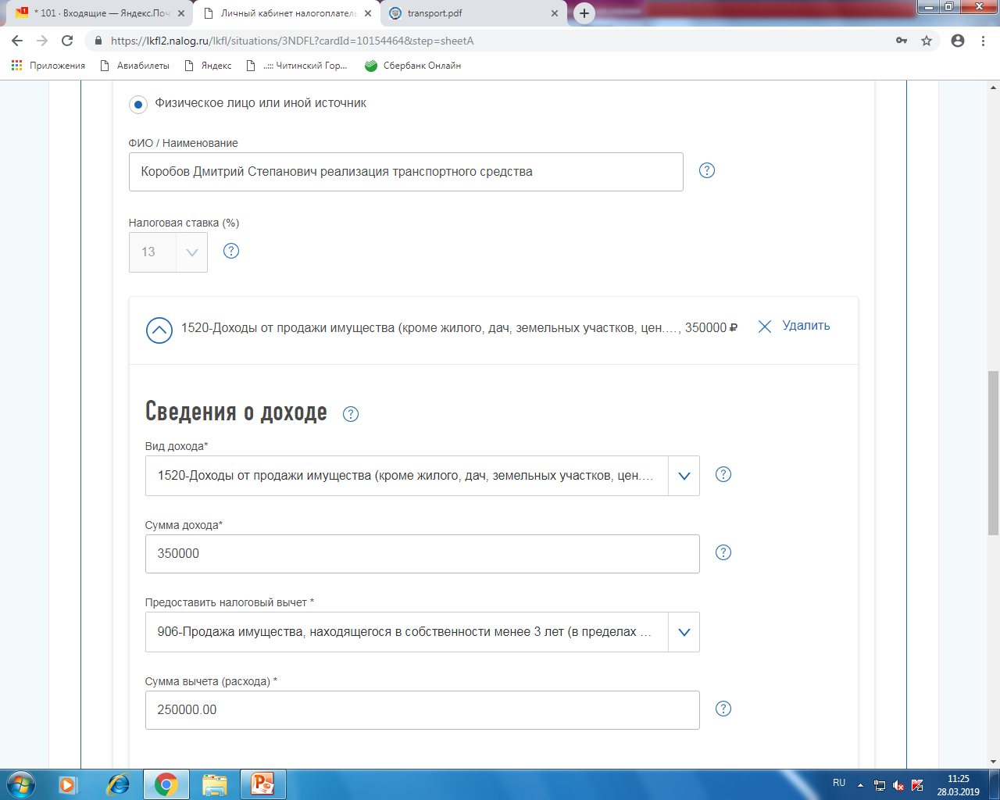 * 101 · Входящие — Яндекс.Поч
Личный кабинет налогоплатель
transport.pdf
https://lkfl2.nalog.ru/lkfl/situations/3NDFL?cardId=10154464&step=sheetA
Приложения
Авиабилеты
Яндекс
..::: Читинский Гор...
Сбербанк Онлайн
Физическое лицо или иной источник
ФИО / Наименование
Коробов Дмитрий Степанович реализация транспортного средства
?
Налоговая ставка (%)
13
?
1520-Доходы от продажи имущества (кроме жилого, дач, земельных участков, цен...., 350000 ₽
Удалить
Сведения о доходе
?
Вид дохода*
1520-Доходы от продажи имущества (кроме жилого, дач, земельных участков, цен....
?
Сумма дохода*
350000
?
Предоставить налоговый вычет *
906-Продажа имущества, находящегося в собственности менее 3 лет (в пределах ...
Сумма вычета (расхода) *
250000.00
?
RU
11:25
28.03.2019